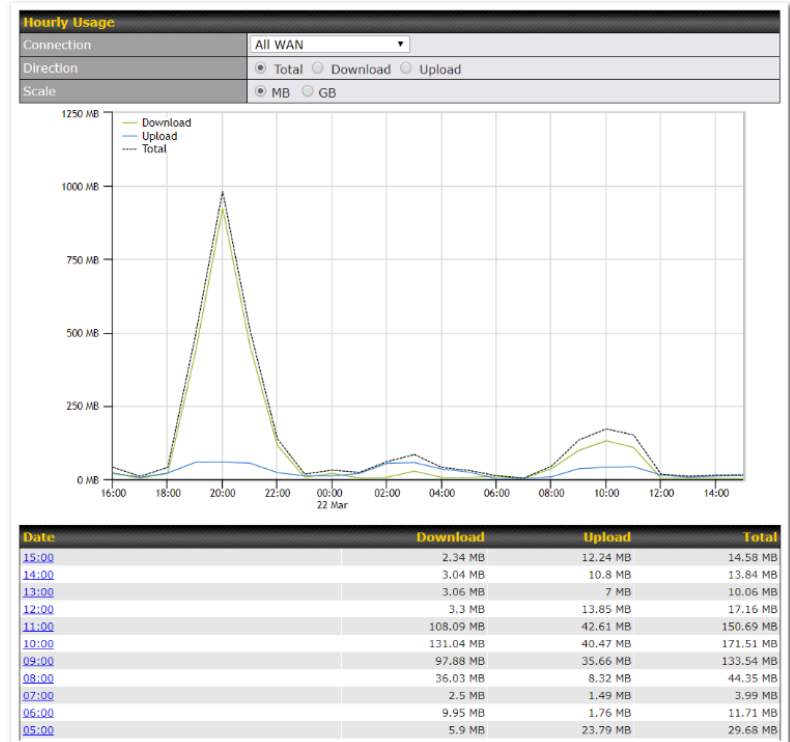 Hourly Usage
Connection All WAN
Direction Total Download Upload
Scale MB GB
1250 MB
Download
Upload
Total
1000 MB
750 MB
500 MB
250 MB
0 MB
16:00 18:00 20:00 22:00 00:00 02:00 04:00 06:00 08:00 10:00 12:00 14:00
22 Mar
Date Download Upload Total
15:00 2.34 MB 12.24 MB 14.58 MB
14:00 3.04 MB 10.8 MB 13.84 MB
13:00 3.06 MB 7 MB 10.06 MB
12:00 3.3 MB 13.85 MB 17.16 MB
11:00 108.09 MB 42.61 MB 150.69 MB
10:00 131.04 MB 40.47 MB 171.51 MB
09:00 97.88 MB 35.66 MB 133.54 MB
08:00 36.03 MB 8.32 MB 44.35 MB
07:00 2.5 MB 1.49 MB 3.99 MB
06:00 9.95 MB 1.76 MB 11.71 MB
05:00 5.9 MB 23.79 MB 29.68 MB